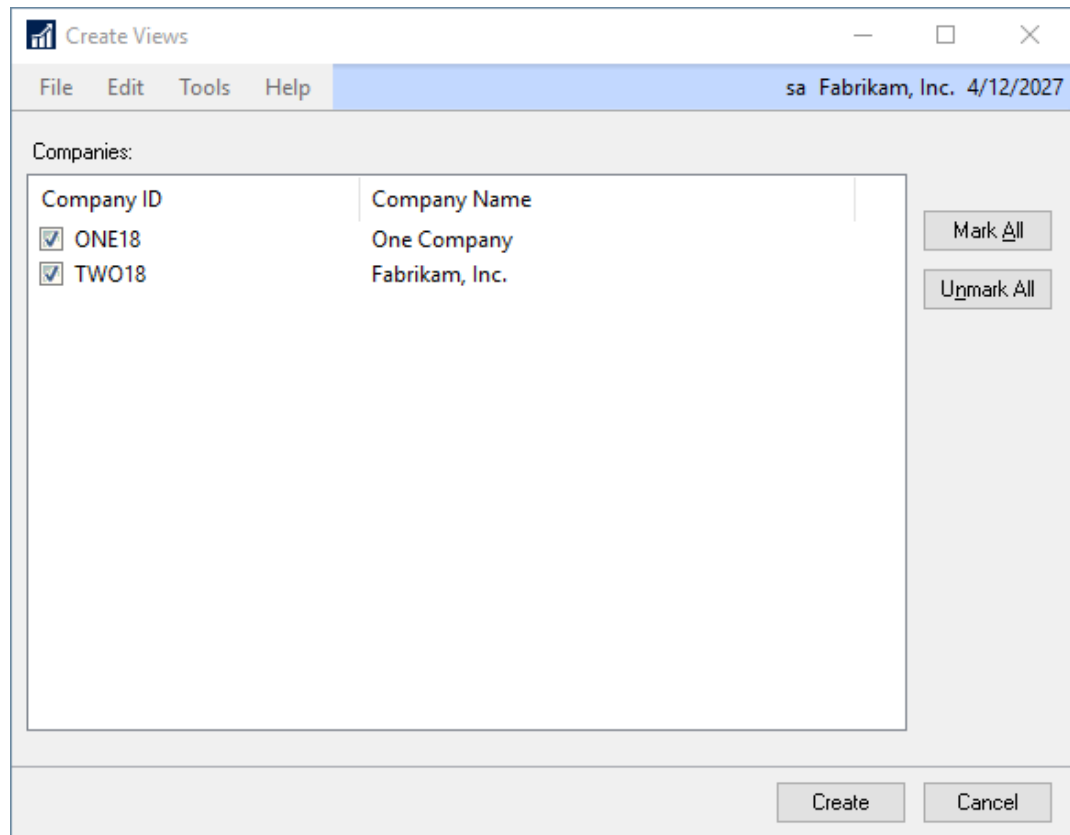 Create Views
File Edit Tools Help sa Fabrikam, Inc. 4/12/2027
Companies:
Company ID Company Name
ONE18 One Company
TWO18 Fabrikam, Inc.
Mark All
Unmark All
Create Cancel